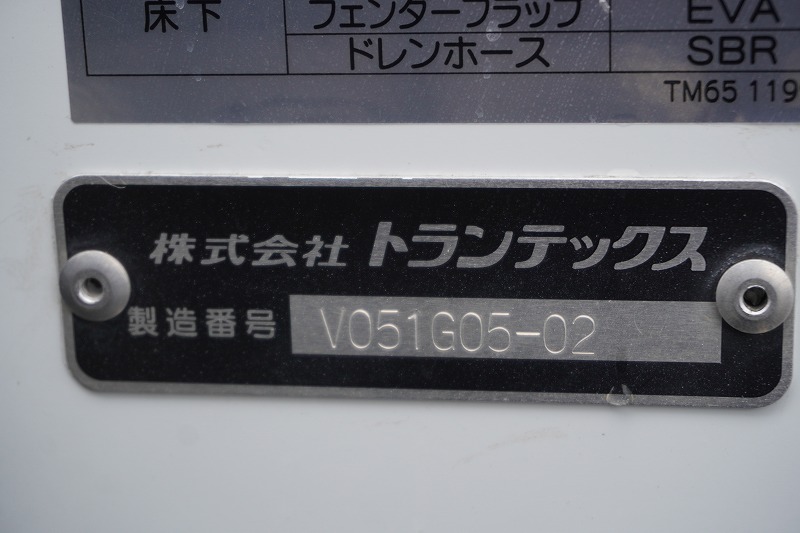 床下 フェンダーフラップ EVA
ドレンホース SBR
TM65 119
株式会社 トランテックス
製造番号 V051G05-02